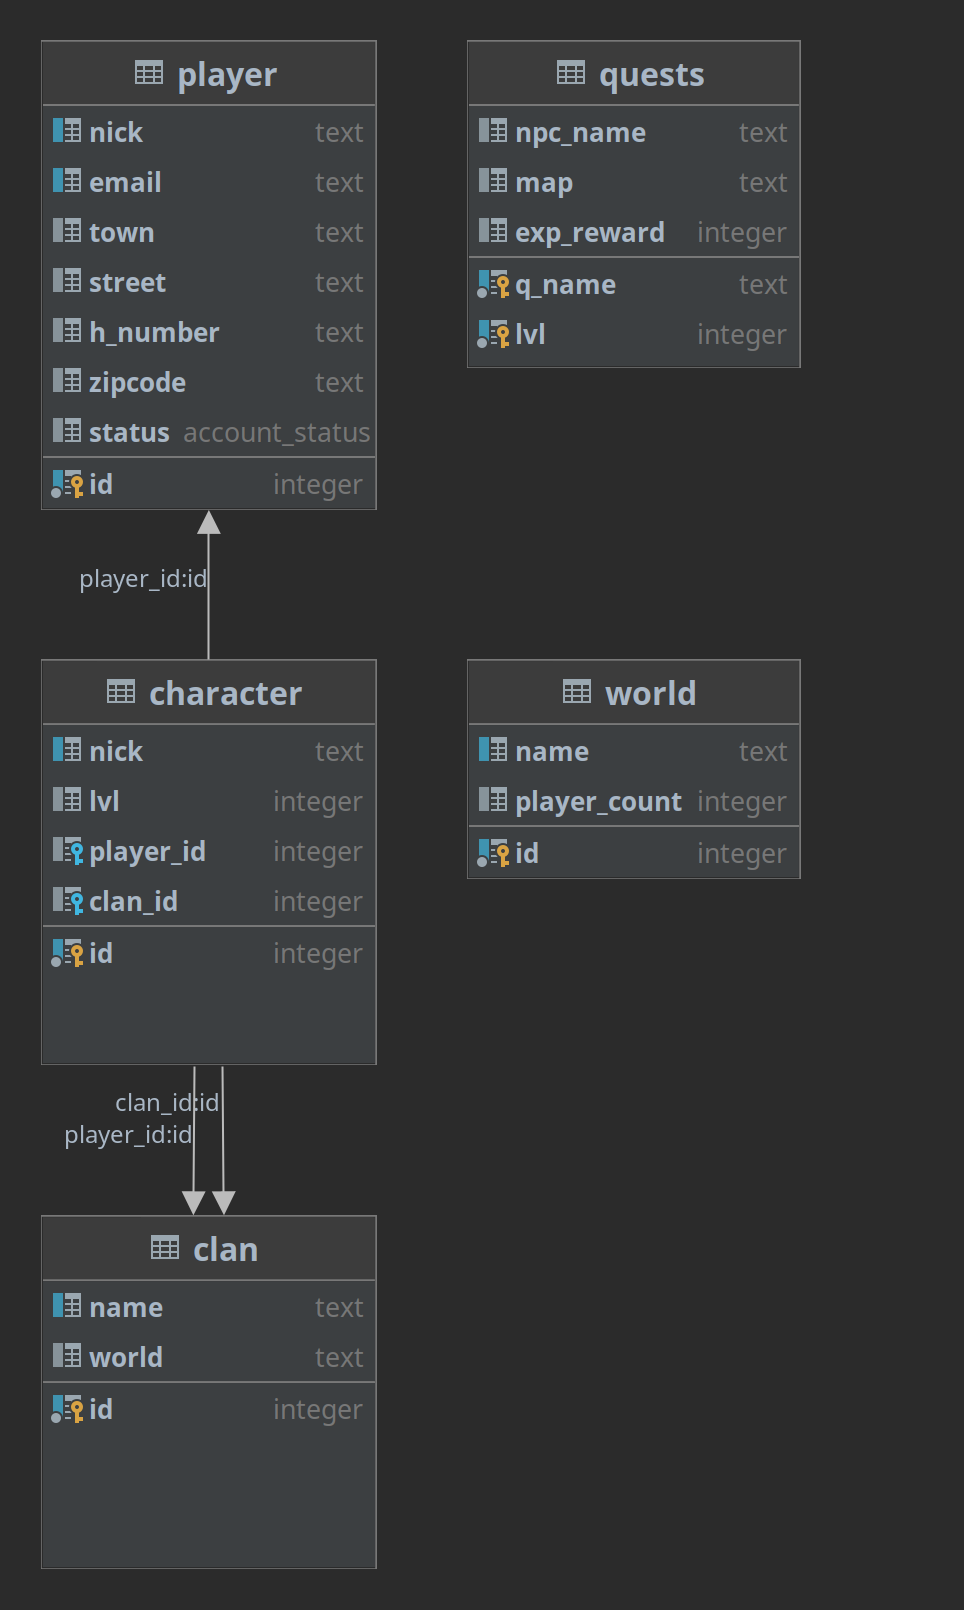 player
nick text
email text
town text
street text
h_number text
zipcode text
status account_status
id integer
quests
npc_name text
map text
exp_reward integer
q_name text
lvl integer
player_id:id
character
nick text
lvl integer
player_id integer
clan_id integer
id integer
world
name text
player_count integer
id integer
clan_id:id
player_id:id
clan
name text
world text
id integer